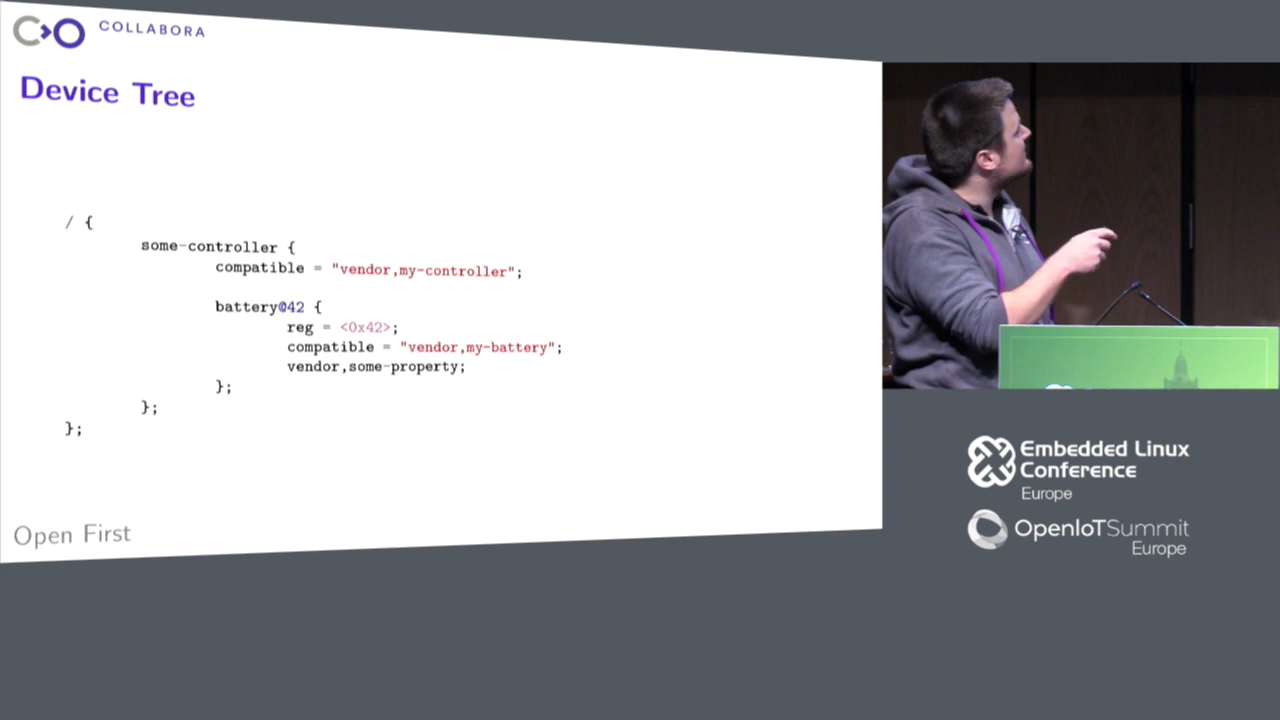 COLLABORA
Device Tree
/ {
some-controller {
compatible = "vendor,my-controller";
battery@42 {
reg = <0x42>;
compatible = "vendor,my-battery";
vendor,some-property;
};
};
};
Open First
Embedded Linux
Conference
Europe
OpenIoTSummit
Europe